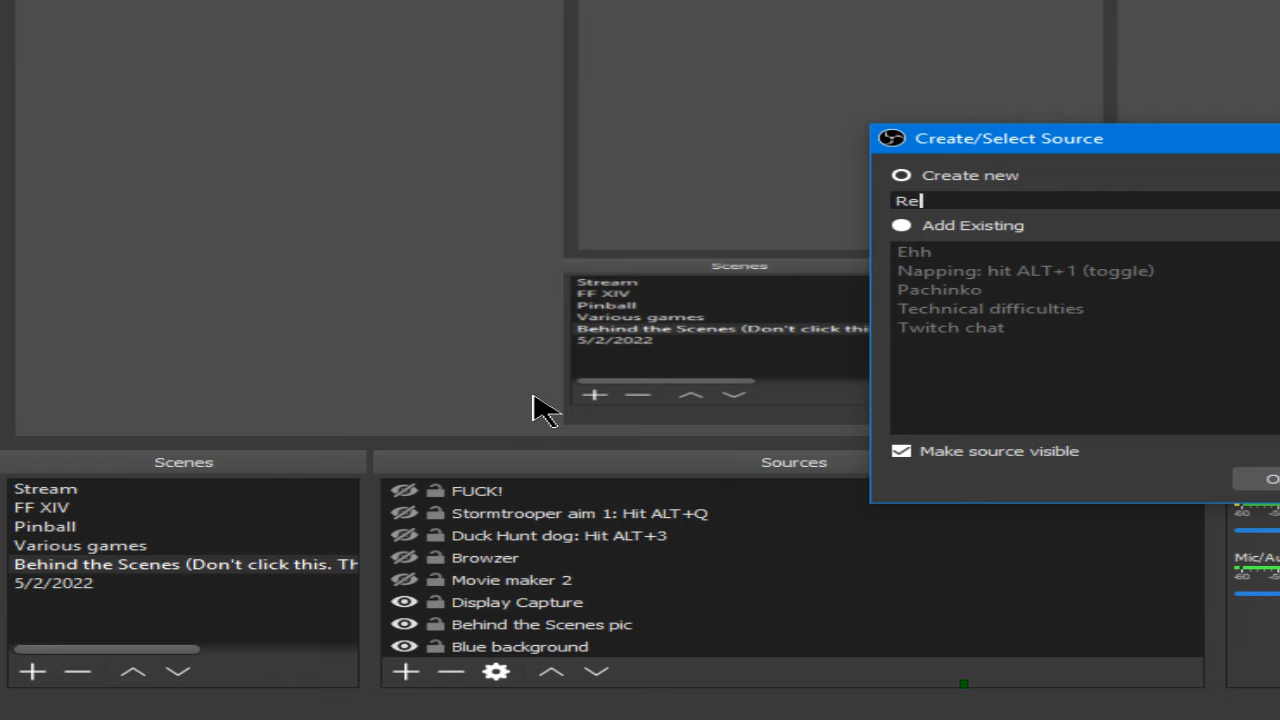 Create/Select Source
Create new
Re
Add Existing
Ehh
Napping: hit ALT+1 (toggle)
Pachinko
Technical difficulties
Twitch chat
Make source visible
Scenes
Stream
FF XIV
Pinball
Various games
Behind the Scenes (Don't click thi
5/2/2022
Scenes
Stream
FF XIV
Pinball
Various games
Behind the Scenes (Don't click this. Th
5/2/2022
Sources
FUCK!
Stormtrooper aim 1: Hit ALT+Q
Duck Hunt dog: Hit ALT+3
Browzer
Movie maker 2
Display Capture
Behind the Scenes pic
Blue background
-60
Mic/Au
-60